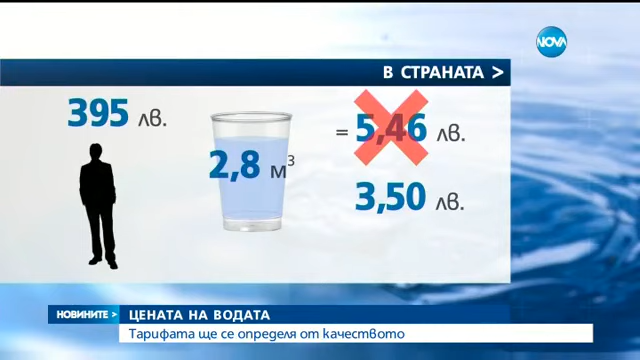 NOVA
В СТРАНАТА >
395 лв.
2,8 м³
= 5,46 лв.
3,50 лв.
НОВИНИТЕ > ЦЕНАТА НА ВОДАТА
Тарифата ще се определя от качеството